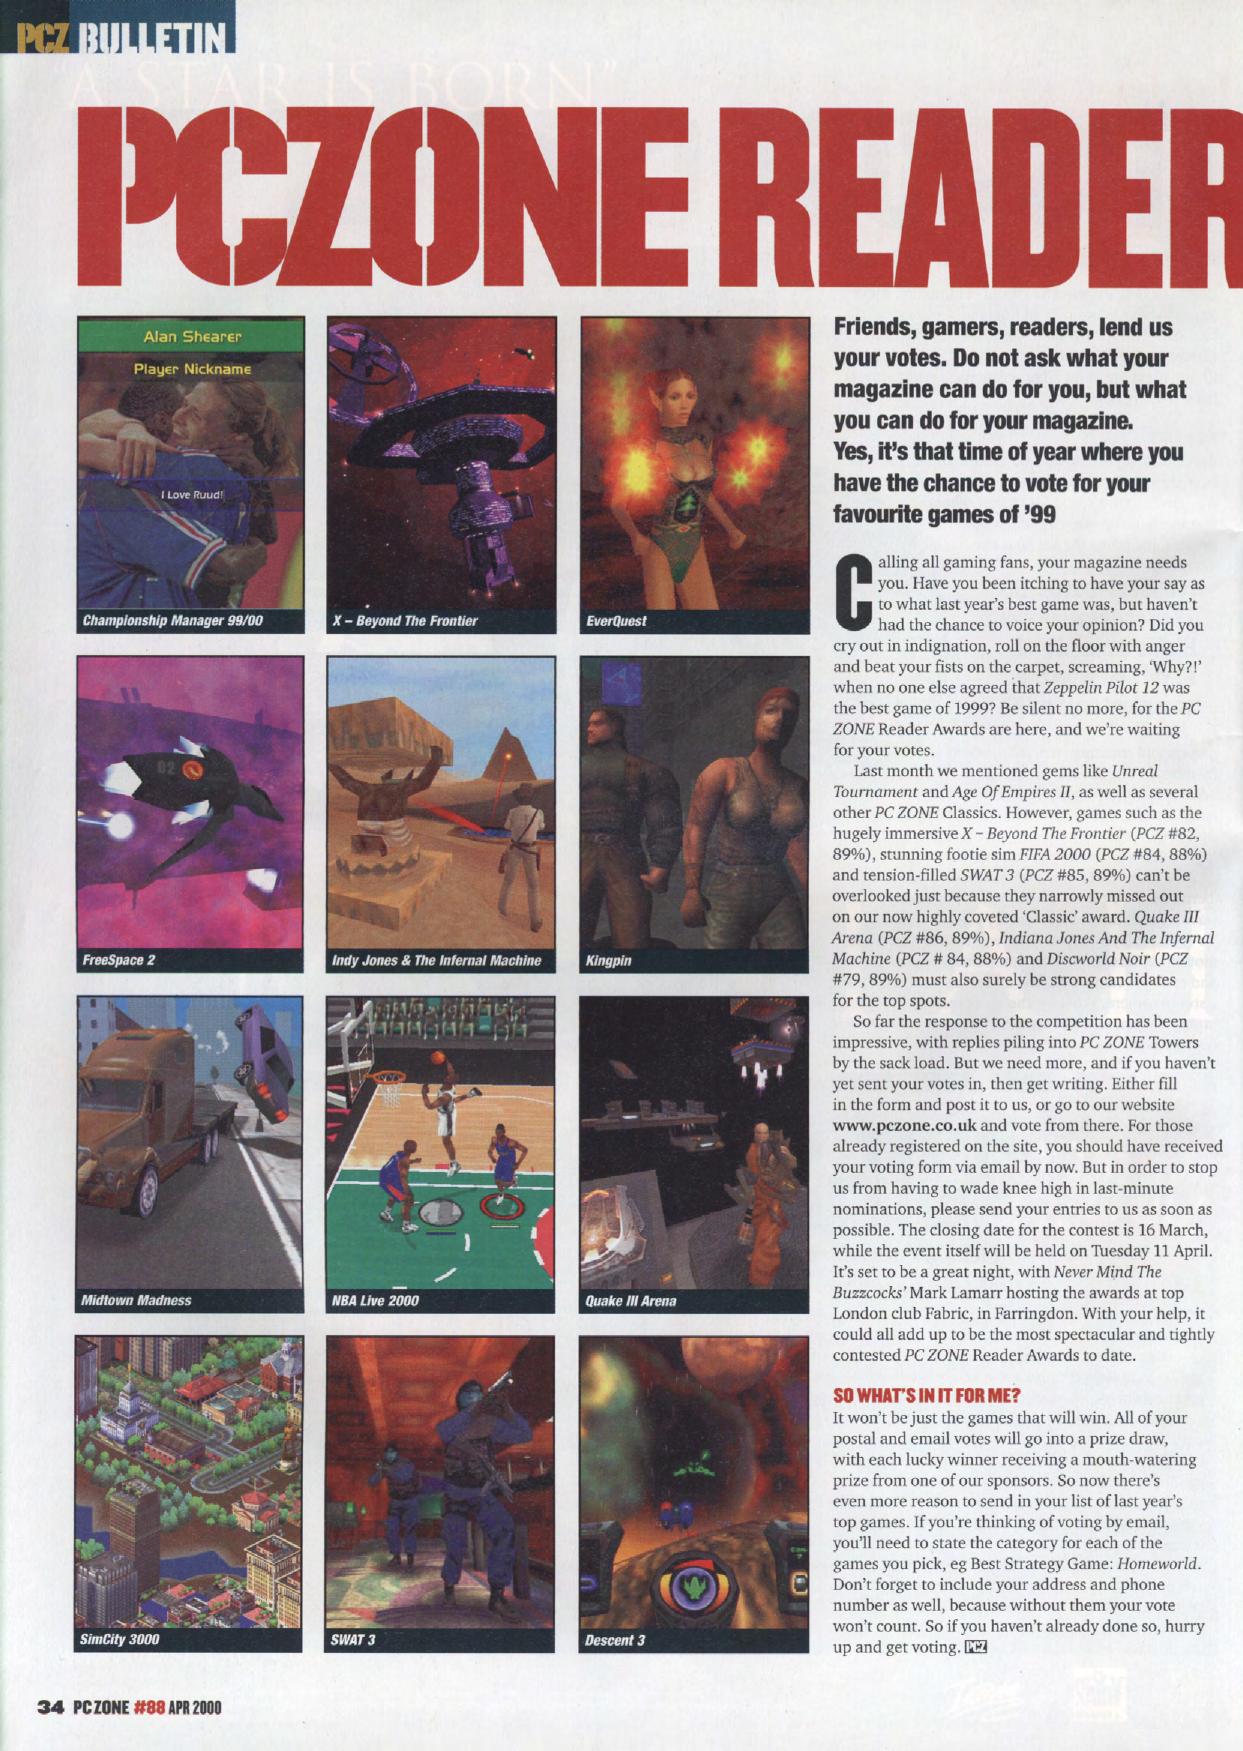 PCZ BULLETIN
"A STAR IS BORN"
PCZONE READER
Alan Shearer
Player Nickname
I Love Ruud!
Championship Manager 99/00
X – Beyond The Frontier
EverQuest
02
FreeSpace 2
Indy Jones & The Infernal Machine
Kingpin
Midtown Madness
NBA Live 2000
Quake III Arena
SimCity 3000
SWAT 3
Descent 3
Friends, gamers, readers, lend us
your votes. Do not ask what your
magazine can do for you, but what
you can do for your magazine.
Yes, it's that time of year where you
have the chance to vote for your
favourite games of '99
Calling all gaming fans, your magazine needs
you. Have you been itching to have your say as
to what last year's best game was, but haven't
had the chance to voice your opinion? Did you
cry out in indignation, roll on the floor with anger
and beat your fists on the carpet, screaming, 'Why?!'
when no one else agreed that Zeppelin Pilot 12 was
the best game of 1999? Be silent no more, for the PC
ZONE Reader Awards are here, and we're waiting
for your votes.
Last month we mentioned gems like Unreal
Tournament and Age Of Empires II, as well as several
other PC ZONE Classics. However, games such as the
hugely immersive X – Beyond The Frontier (PCZ #82,
89%), stunning footie sim FIFA 2000 (PCZ #84, 88%)
and tension-filled SWAT 3 (PCZ #85, 89%) can't be
overlooked just because they narrowly missed out
on our now highly coveted 'Classic' award. Quake III
Arena (PCZ #86, 89%), Indiana Jones And The Infernal
Machine (PCZ # 84, 88%) and Discworld Noir (PCZ
#79, 89%) must also surely be strong candidates
for the top spots.
So far the response to the competition has been
impressive, with replies piling into PC ZONE Towers
by the sack load. But we need more, and if you haven't
yet sent your votes in, then get writing. Either fill
in the form and post it to us, or go to our website
www.pczone.co.uk and vote from there. For those
already registered on the site, you should have received
your voting form via email by now. But in order to stop
us from having to wade knee high in last-minute
nominations, please send your entries to us as soon as
possible. The closing date for the contest is 16 March,
while the event itself will be held on Tuesday 11 April.
It's set to be a great night, with Never Mind The
Buzzcocks' Mark Lamarr hosting the awards at top
London club Fabric, in Farringdon. With your help, it
could all add up to be the most spectacular and tightly
contested PC ZONE Reader Awards to date.
SO WHAT'S IN IT FOR ME?
It won't be just the games that will win. All of your
postal and email votes will go into a prize draw,
with each lucky winner receiving a mouth-watering
prize from one of our sponsors. So now there's
even more reason to send in your list of last year's
top games. If you're thinking of voting by email,
you'll need to state the category for each of the
games you pick, eg Best Strategy Game: Homeworld.
Don't forget to include your address and phone
number as well, because without them your vote
won't count. So if you haven't already done so, hurry
up and get voting. PCZ
34 PC ZONE #88 APR 2000